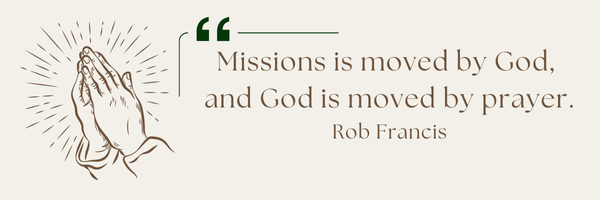 Missions is moved by God,
and God is moved by prayer.
Rob Francis